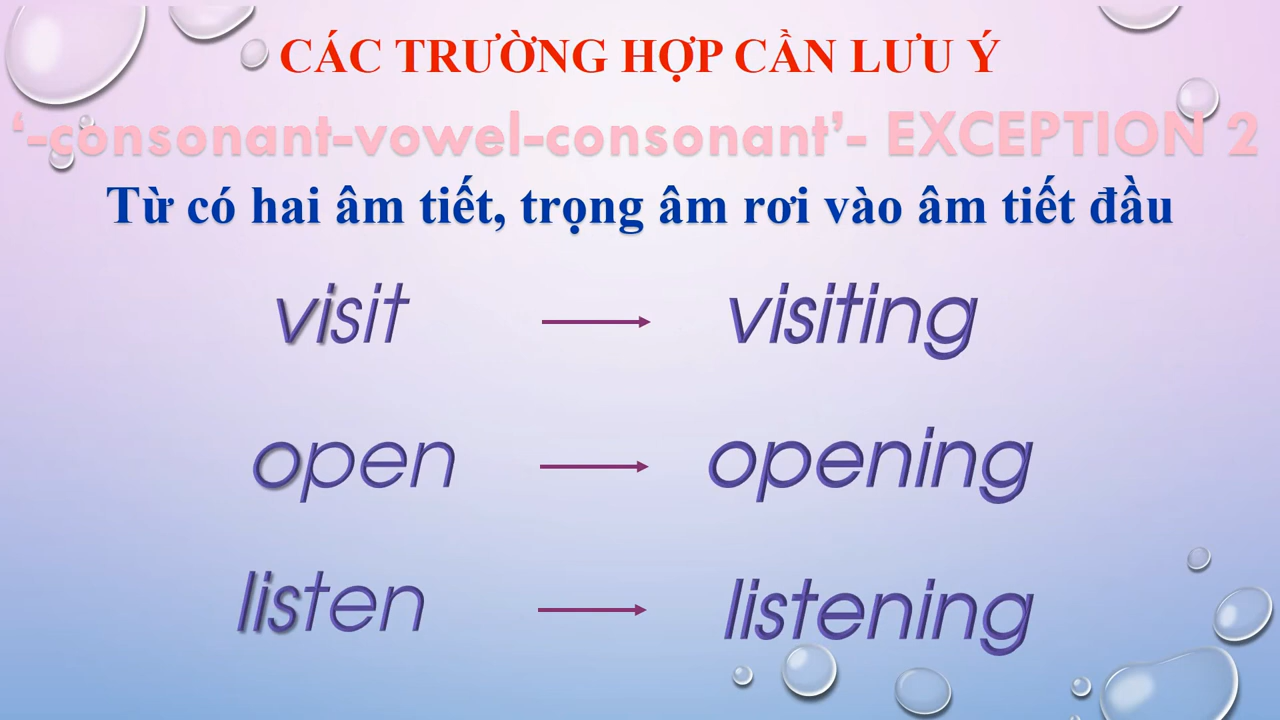 CÁC TRƯỜNG HỢP CẦN LƯU Ý
‘-consonant-vowel-consonant’- EXCEPTION 2
Từ có hai âm tiết, trọng âm rơi vào âm tiết đầu
visit visiting
open opening
listen listening